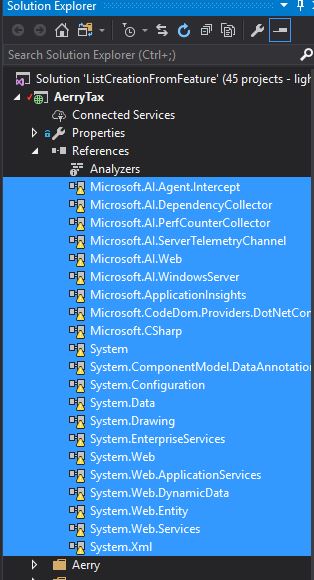 Solution Explorer
Search Solution Explorer (Ctrl+;)
Solution 'ListCreationFromFeature' (45 projects - ligh
AerryTax
Connected Services
Properties
References
Analyzers
Microsoft.AI.Agent.Intercept
Microsoft.AI.DependencyCollector
Microsoft.AI.PerfCounterCollector
Microsoft.AI.ServerTelemetryChannel
Microsoft.AI.Web
Microsoft.AI.WindowsServer
Microsoft.ApplicationInsights
Microsoft.CodeDom.Providers.DotNetCom
Microsoft.CSharp
System
System.ComponentModel.DataAnnotation
System.Configuration
System.Data
System.Drawing
System.EnterpriseServices
System.Web
System.Web.ApplicationServices
System.Web.DynamicData
System.Web.Entity
System.Web.Services
System.Xml
Aerry